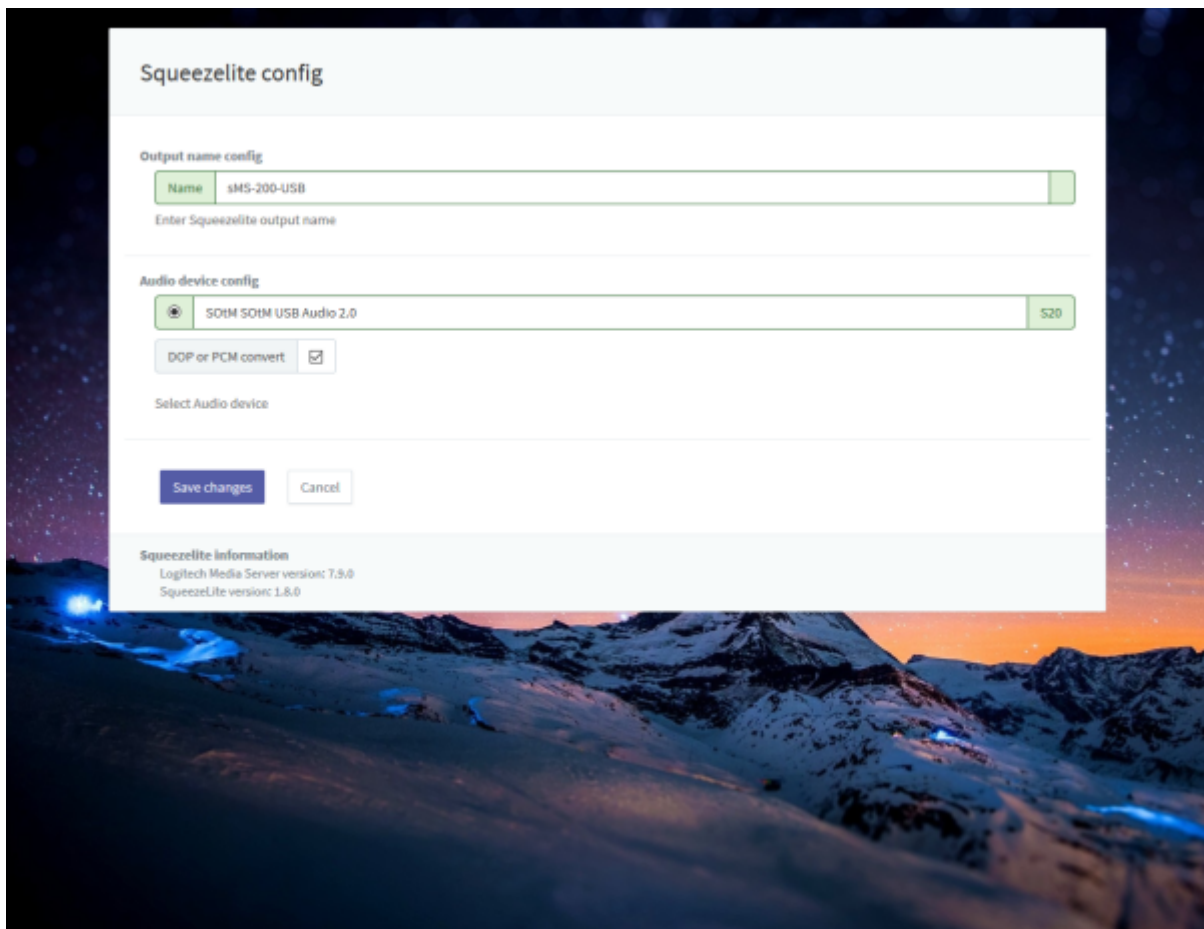 Squeezelite config
Output name config
Name sMS-200-USB
Enter Squeezelite output name
Audio device config
SOtM SOtM USB Audio 2.0 S20
DOP or PCM convert
Select Audio device
Save changes Cancel
Squeezelite information
Logitech Media Server version: 7.9.0
SqueezeLite version: 1.8.0